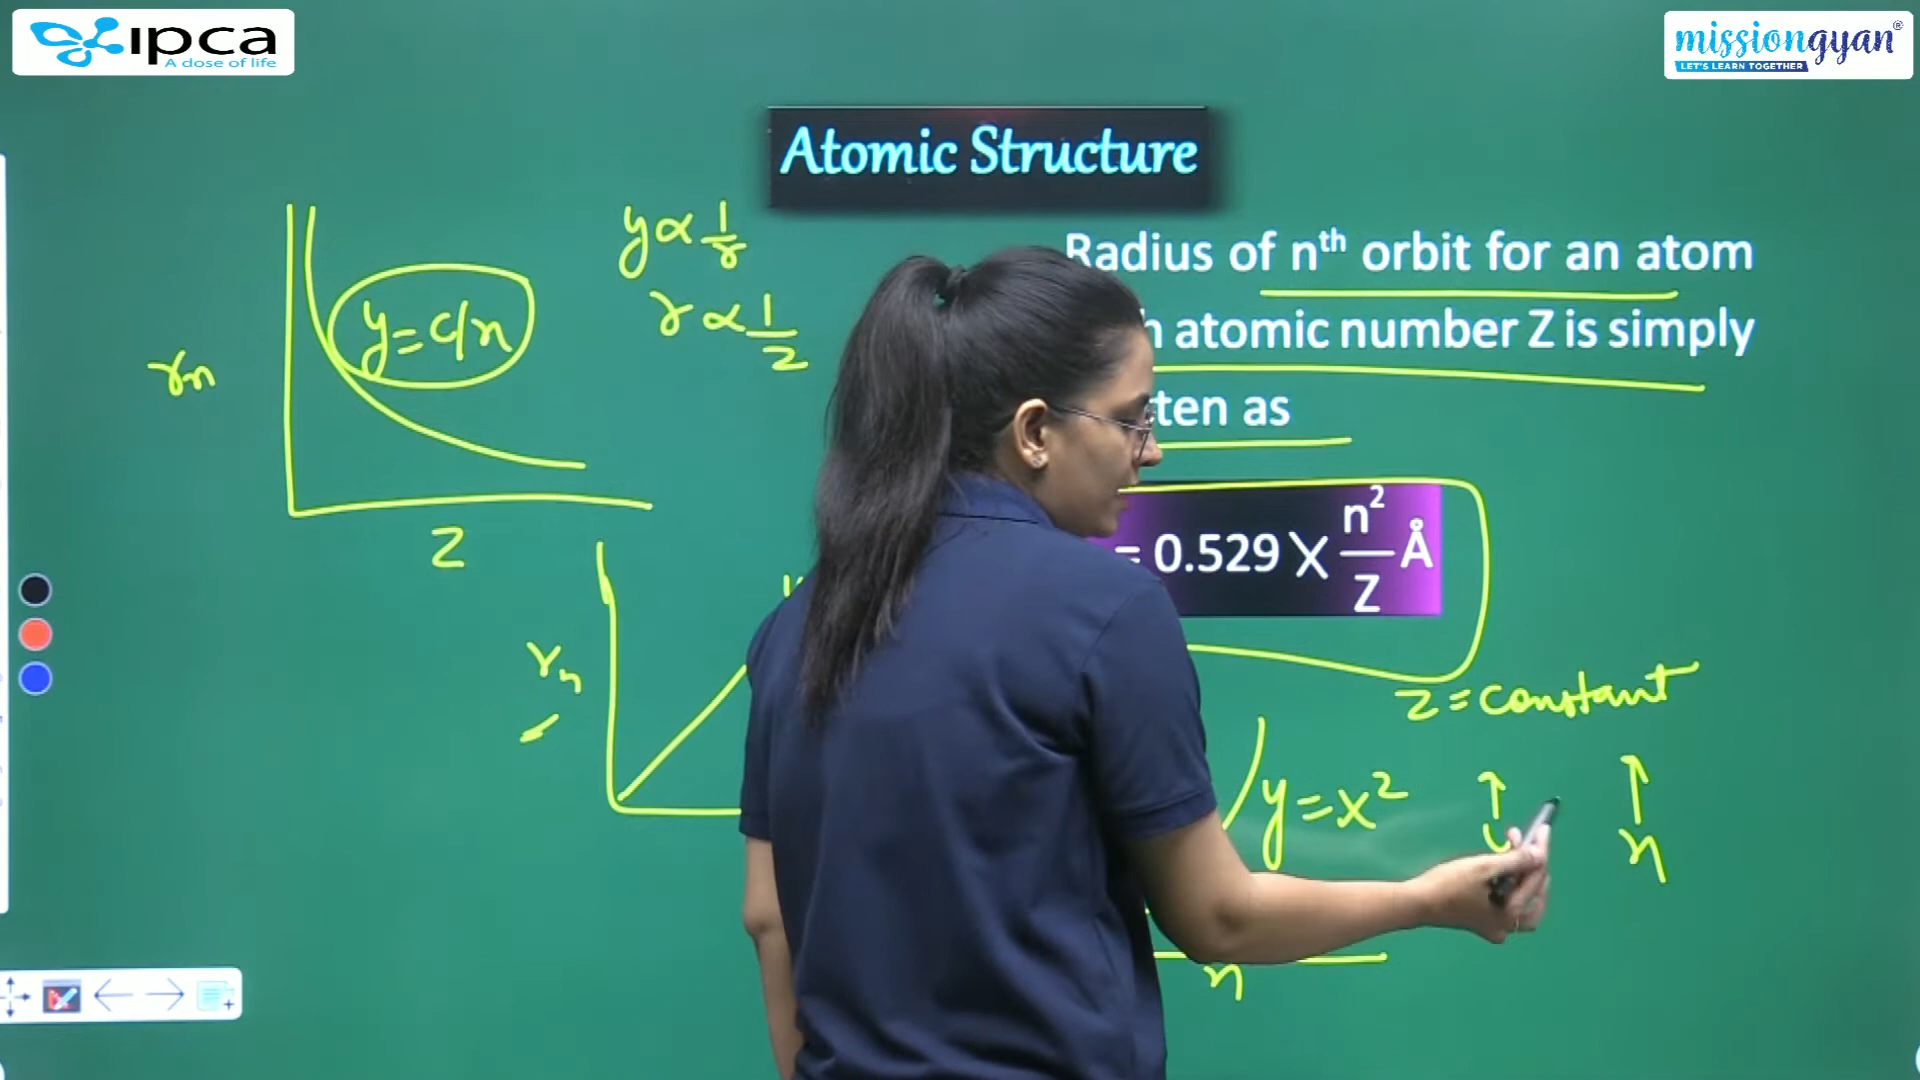 ipca
A dose of life
missiongyan®
LET'S LEARN TOGETHER
Atomic Structure
Radius of nth orbit for an atom
atomic number Z is simply
as
= 0.529 X n²/Z Å
y ∝ 1/x
r ∝ 1/z
y = c/x
rn
Z
rn
z = constant
y = x²
n
n